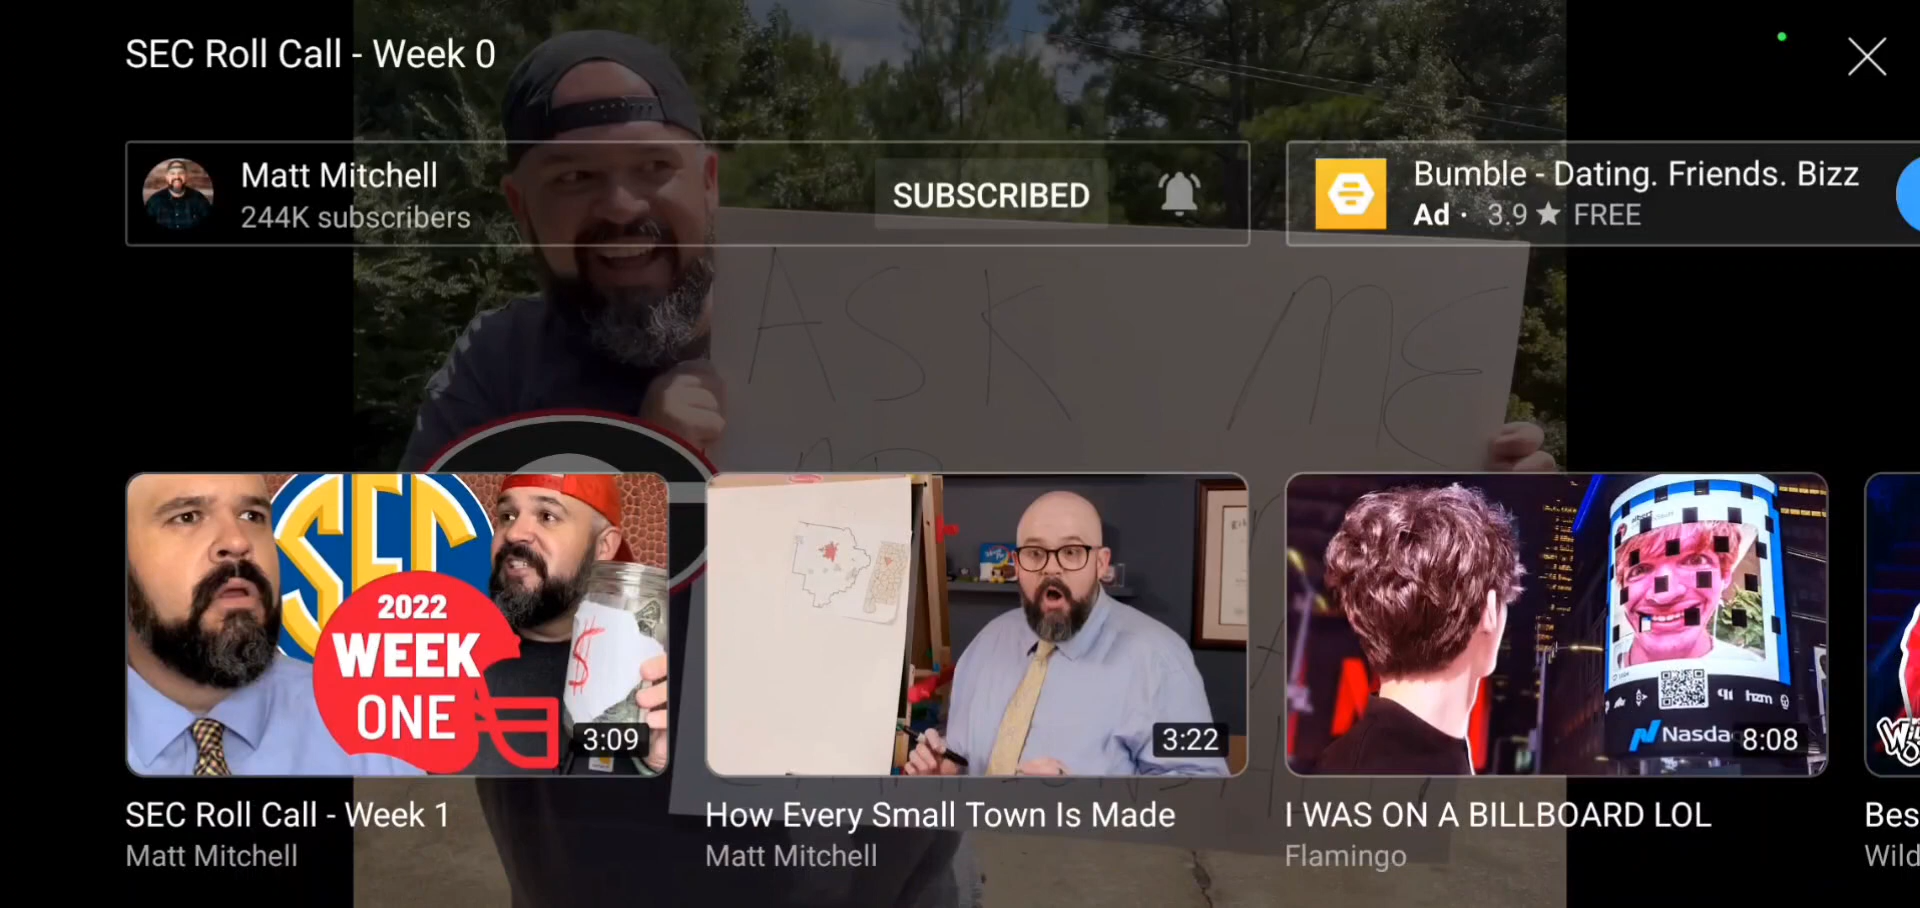 SEC Roll Call - Week 0
Matt Mitchell
244K subscribers
SUBSCRIBED
Bumble - Dating. Friends. Bizz
Ad · 3.9 ★ FREE
ASK ME
SEC
2022
WEEK
ONE
$
3:09
3:22
Nasda
8:08
SEC Roll Call - Week 1
Matt Mitchell
How Every Small Town Is Made
Matt Mitchell
I WAS ON A BILLBOARD LOL
Flamingo
Bes
Wild